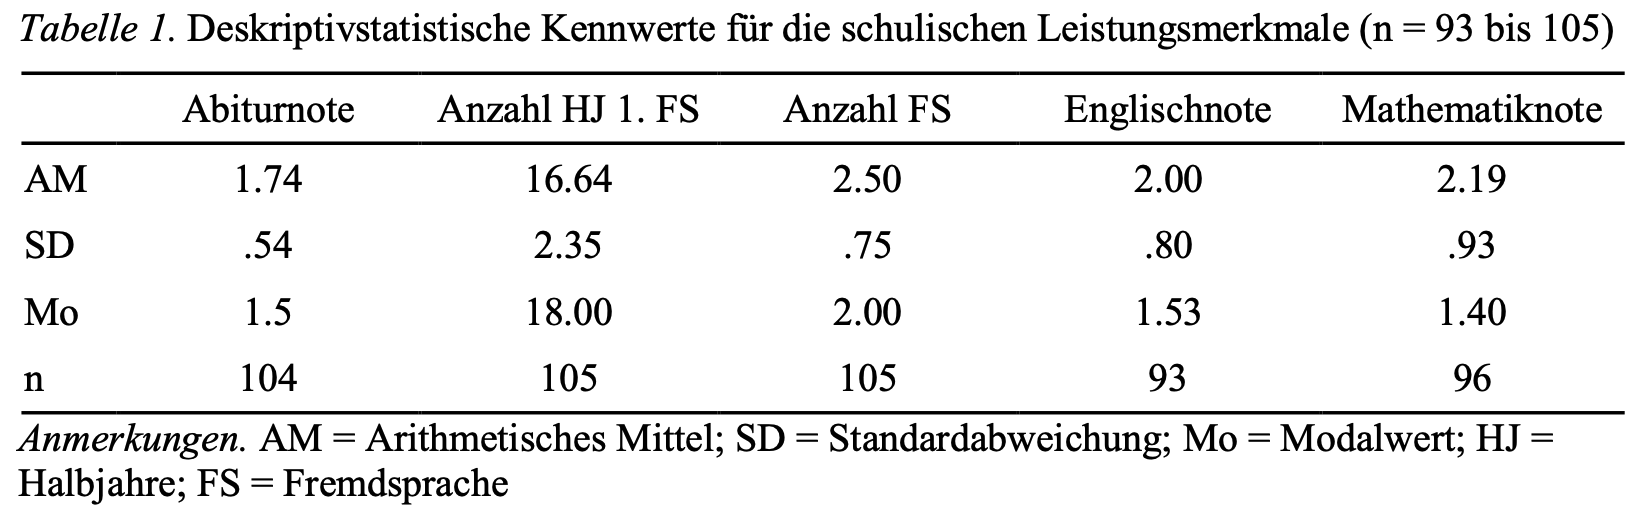 Tabelle 1. Deskriptivstatistische Kennwerte für die schulischen Leistungsmerkmale (n = 93 bis 105)
Abiturnote Anzahl HJ 1. FS Anzahl FS Englischnote Mathematiknote
AM 1.74 16.64 2.50 2.00 2.19
SD .54 2.35 .75 .80 .93
Mo 1.5 18.00 2.00 1.53 1.40
n 104 105 105 93 96
Anmerkungen. AM = Arithmetisches Mittel; SD = Standardabweichung; Mo = Modalwert; HJ =
Halbjahre; FS = Fremdsprache